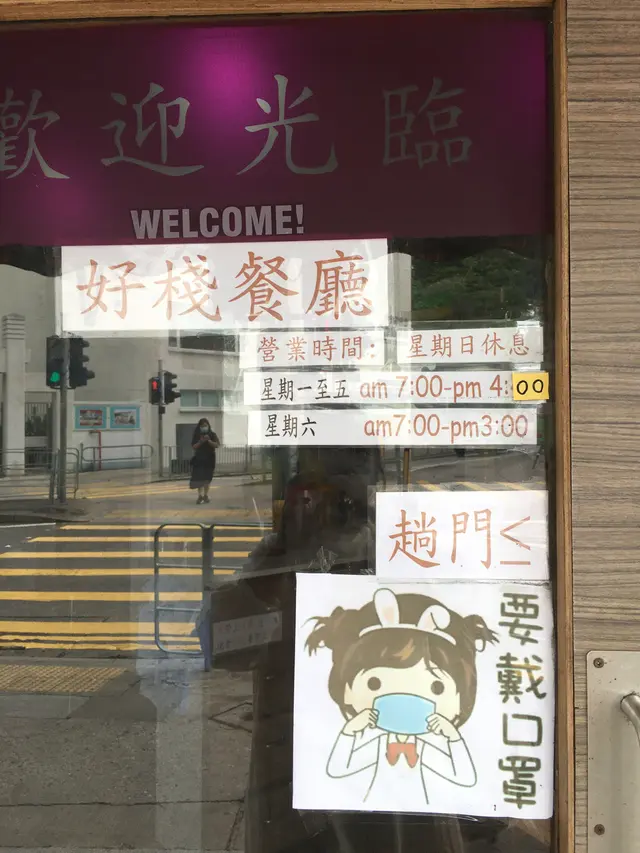 歡迎光臨
WELCOME!
好棧餐廳
營業時間: 星期日休息
星期一至五 am 7:00-pm 4:00
星期六 am7:00-pm3:00
趟門≤
要戴口罩